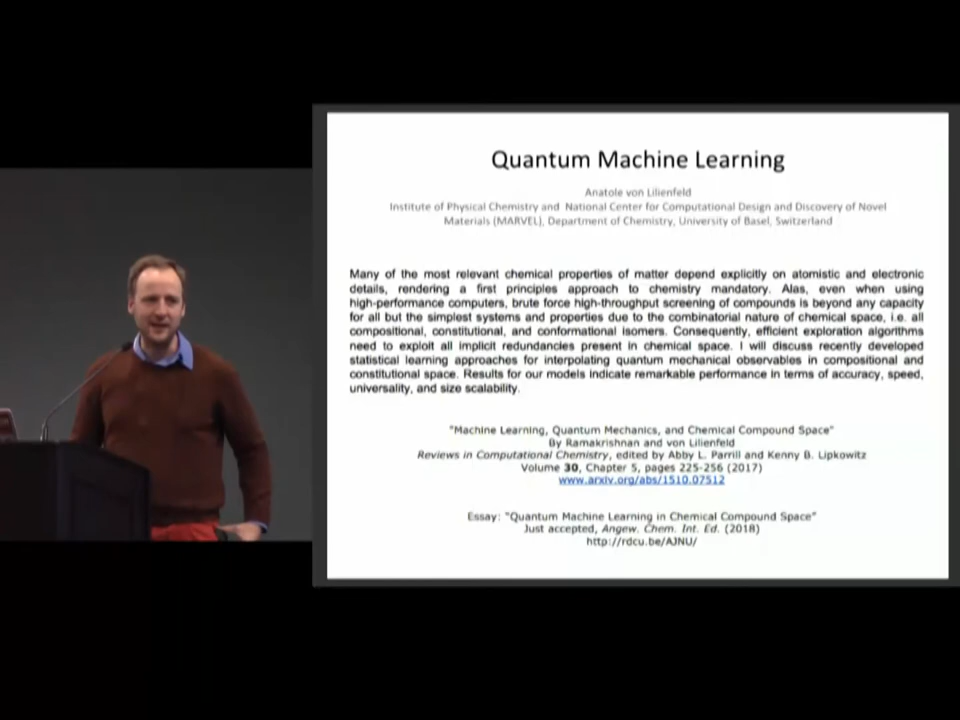 Quantum Machine Learning
Anatole von Lilienfeld
Institute of Physical Chemistry and National Center for Computational Design and Discovery of Novel
Materials (MARVEL), Department of Chemistry, University of Basel, Switzerland
Many of the most relevant chemical properties of matter depend explicitly on atomistic and electronic
details, rendering a first principles approach to chemistry mandatory. Alas, even when using
high-performance computers, brute force high-throughput screening of compounds is beyond any capacity
for all but the simplest systems and properties due to the combinatorial nature of chemical space, i.e. all
compositional, constitutional, and conformational isomers. Consequently, efficient exploration algorithms
need to exploit all implicit redundancies present in chemical space. I will discuss recently developed
statistical learning approaches for interpolating quantum mechanical observables in compositional and
constitutional space. Results for our models indicate remarkable performance in terms of accuracy, speed,
universality, and size scalability.
"Machine Learning, Quantum Mechanics, and Chemical Compound Space"
By Ramakrishnan and von Lilienfeld
Reviews in Computational Chemistry, edited by Abby L. Parrill and Kenny B. Lipkowitz
Volume 30, Chapter 5, pages 225-256 (2017)
www.arxiv.org/abs/1510.07512
Essay: "Quantum Machine Learning in Chemical Compound Space"
Just accepted, Angew. Chem. Int. Ed. (2018)
http://rdcu.be/AJNU/